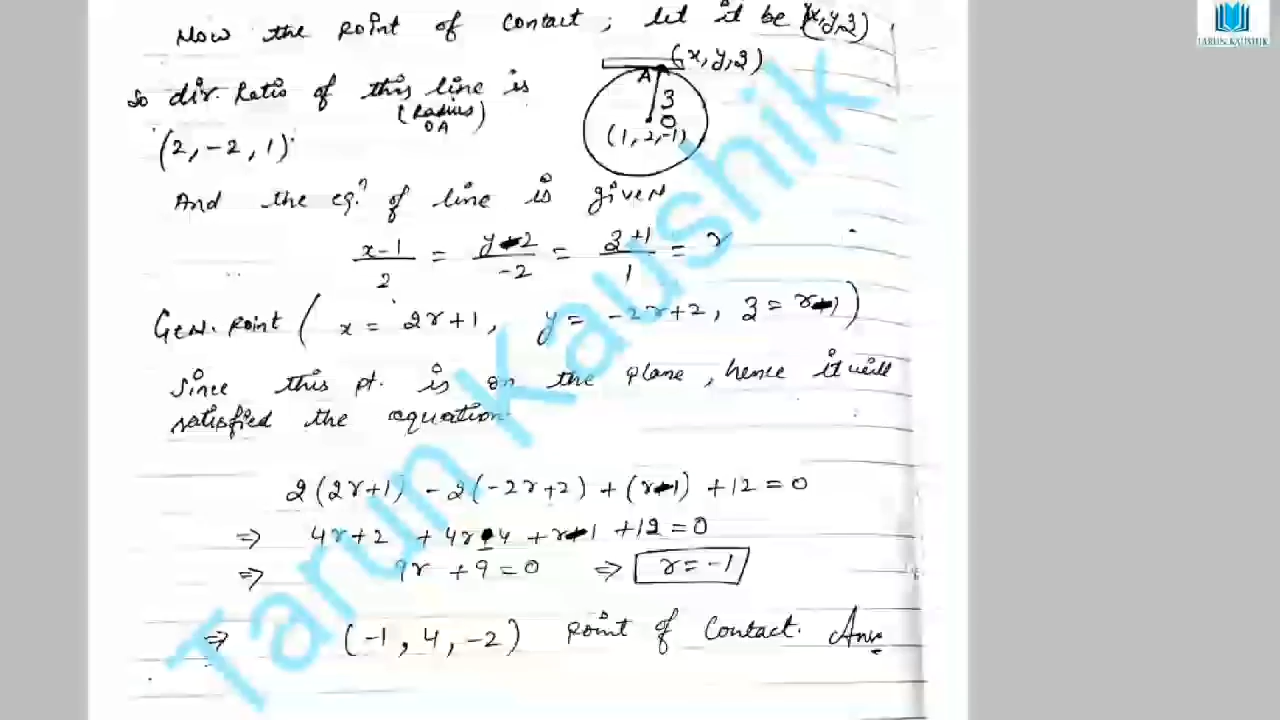 Now the point of contact, let it be (x,y,z)
(x,y,z)
A
3
O
(1,2,-1)
So dir. Ratio of this line is
(Radius)
OA
(2,-2,1)
And the eqn of line is given
x-1/2 = y-2/-2 = z+1/1 = r
Gen. point ( x = 2r+1, y = -2r+2, z = r-1)
Since this pt. is on the plane, hence it will
satisfied the equation
2(2r+1) -2(-2r+2) + (r-1) +12 = 0
⇒ 4r+2 + 4r-4 + r-1 +12 = 0
⇒ 9r + 9 = 0 ⇒ r = -1
⇒ (-1, 4, -2) point of contact. Ans
Tarun Kaushik
TARUN KAUSHIK